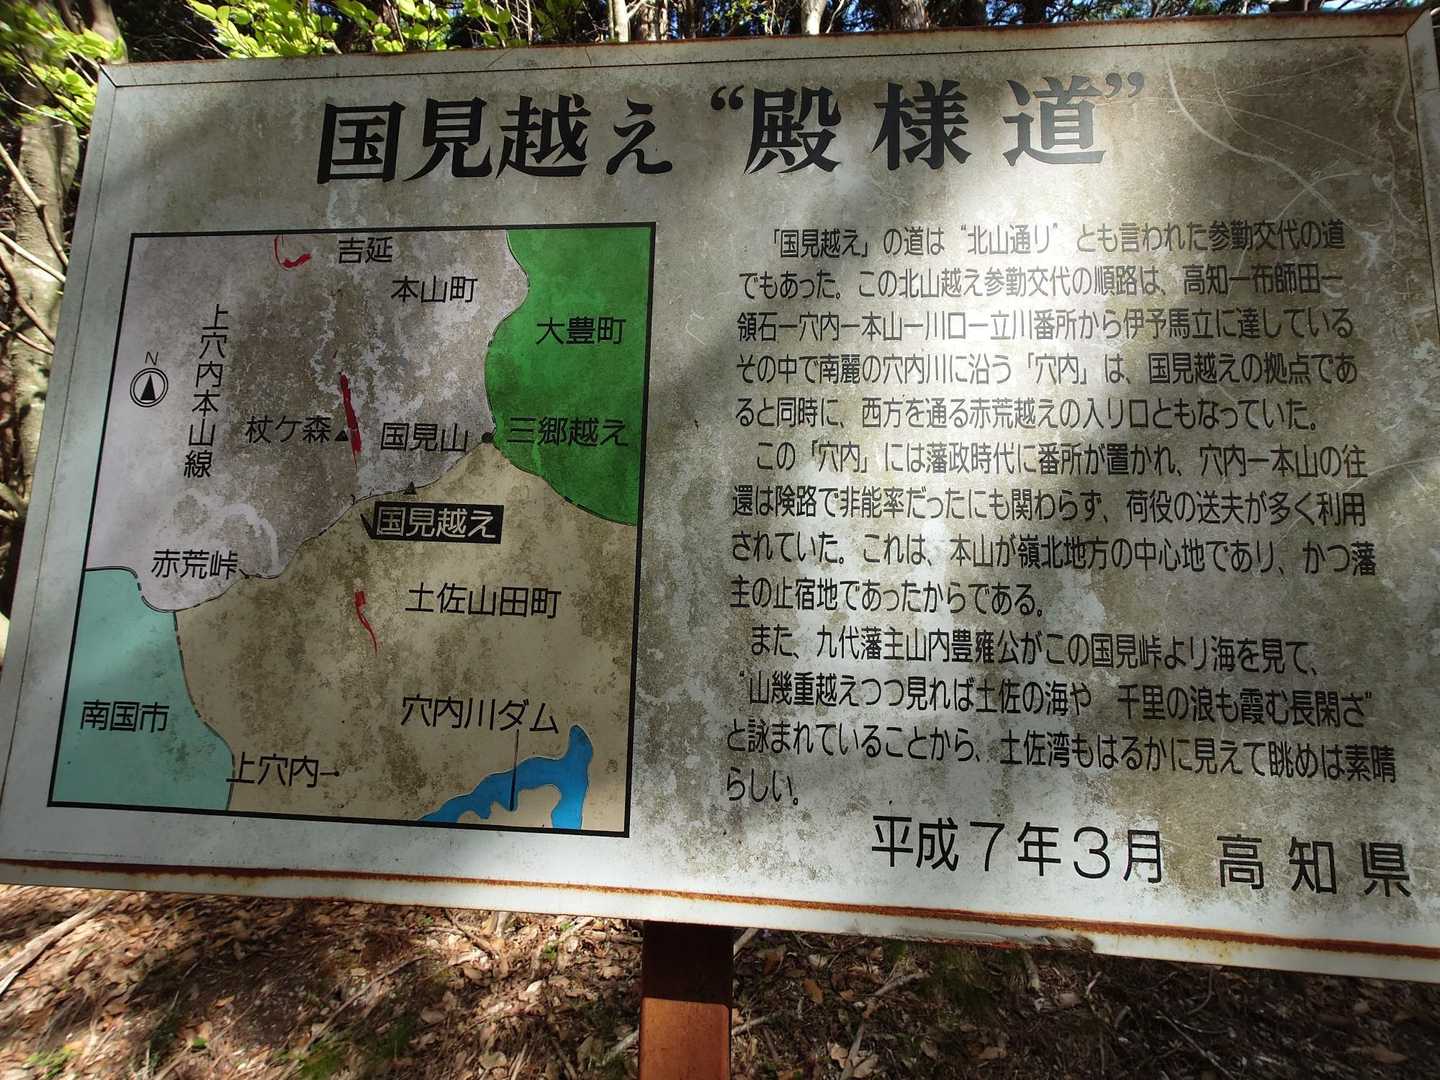 国見越え“殿様道”
吉延
本山町
大豊町
上穴内本山線
N
杖ケ森
国見山
三郷越え
国見越え
赤荒峠
土佐山田町
南国市
穴内川ダム
上穴内
「国見越え」の道は“北山通り”とも言われた参勤交代の道
でもあった。この北山越え参勤交代の順路は、高知ー布師田ー
領石ー穴内ー本山ー川口ー立川番所から伊予馬立に達している
その中で南麗の穴内川に沿う「穴内」は、国見越えの拠点であ
ると同時に、西方を通る赤荒越えの入り口ともなっていた。
この「穴内」には藩政時代に番所が置かれ、穴内ー本山の往
還は険路で非能率だったにも関わらず、荷役の送夫が多く利用
されていた。これは、本山が嶺北地方の中心地であり、かつ藩
主の止宿地であったからである。
また、九代藩主山内豊雍公がこの国見峠より海を見て、
“山幾重越えつつ見れば土佐の海や　千里の浪も霞む長閑さ”
と詠まれていることから、土佐湾もはるかに見えて眺めは素晴
らしい。
平成7年3月　高知県